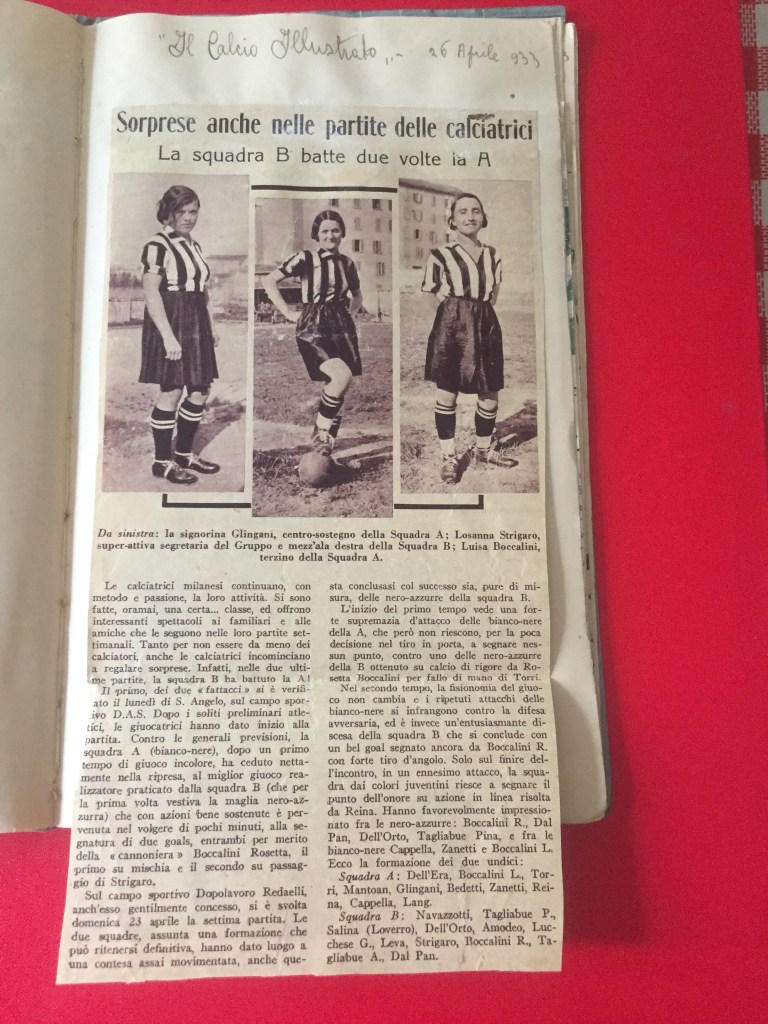 "Il Calcio Illustrato„ - 26 Aprile 933
Sorprese anche nelle partite delle calciatrici
La squadra B batte due volte la A
Da sinistra: la signorina Glingani, centro-sostegno della Squadra A; Losanna Strigaro,
super-attiva segretaria del Gruppo e mezz'ala destra della Squadra B; Luisa Boccalini,
terzino della Squadra A.
Le calciatrici milanesi continuano, con
metodo e passione, la loro attività. Si sono
fatte, oramai, una certa... classe, ed offrono
interessanti spettacoli ai familiari e alle
amiche che le seguono nelle loro partite set-
timanali. Tanto per non essere da meno dei
calciatori, anche le calciatrici incominciano
a regalare sorprese. Infatti, nelle due ulti-
me partite, la squadra B ha battuto la A!
Il primo, dei due «fattacci» si è verifi-
ato il lunedì di S. Angelo, sul campo spor-
ivo D.A.S. Dopo i soliti preliminari atle-
tici, le giuocatrici hanno dato inizio alla
partita. Contro le generali previsioni, la
squadra A (bianco-nere), dopo un primo
tempo di giuoco incolore, ha ceduto netta-
mente nella ripresa, al miglior giuoco rea-
lizzatore praticato dalla squadra B (che per
la prima volta vestiva la maglia nero-az-
zurra) che con azioni bene sostenute è per-
venuta nel volgere di pochi minuti, alla se-
gnatura di due goals, entrambi per merito
della «cannoniera» Boccalini Rosetta, il
primo su mischia e il secondo su passag-
gio di Strigaro.
Sul campo sportivo Dopolavoro Redaelli,
anch'esso gentilmente concesso, si è svolta
domenica 23 aprile la settima partita. Le
due squadre, assunta una formazione che
può ritenersi definitiva, hanno dato luogo a
una contesa assai movimentata, anche que-
sta conclusasi col successo sia, pure di mi-
sura, delle nero-azzurre della squadra B.
L'inizio del primo tempo vede una for-
te supremazia d'attacco delle bianco-nere
della A, che però non riescono, per la poca
decisione nel tiro in porta, a segnare nes-
sun punto, contro uno delle nero-azzurre
della B ottenuto su calcio di rigore da Ro-
setta Boccalini per fallo di mano di Torri.
Nel secondo tempo, la fisionomia del giuo-
co non cambia e i ripetuti attacchi delle
bianco-nere si infrangono contro la difesa
avversaria, ed è invece un'entusiasmante di-
scesa della squadra B che si conclude con
un bel goal segnato ancora da Boccalini R.
con forte tiro d'angolo. Solo sul finire del-
l'incontro, in un ennesimo attacco, la squa-
dra dai colori juventini riesce a segnare il
punto dell'onore su azione in linea risolta
da Reina. Hanno favorevolmente impressio-
nato fra le nero-azzurre: Boccalini R., Dal
Pan, Dell'Orto, Tagliabue Pina, e fra le
bianco-nere Cappella, Zanetti e Boccalini L.
Ecco la formazione dei due undici:
Squadra A: Dell'Era, Boccalini L., Tor-
ri, Mantoan, Glingani, Bedetti, Zanetti, Rei-
na, Cappella, Lang.
Squadra B: Navazzotti, Tagliabue P.,
Salina (Loverro), Dell'Orto, Amodeo, Luc-
chese G., Leva, Strigaro, Boccalini R., Ta-
gliabue A., Dal Pan.